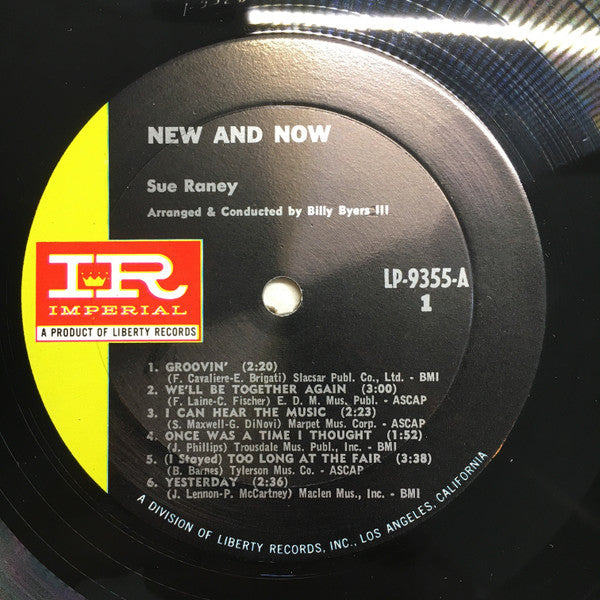 NEW AND NOW
Sue Raney
Arranged & Conducted by Billy Byers III
IR
IMPERIAL
A PRODUCT OF LIBERTY RECORDS
LP-9355-A
1
1. GROOVIN' (2:20)
(F. Cavaliere-E. Brigati) Slacsar Publ. Co., Ltd. - BMI
2. WE'LL BE TOGETHER AGAIN (3:00)
(F. Laine-C. Fischer) E. D. M. Mus. Publ. - ASCAP
3. I CAN HEAR THE MUSIC (2:23)
(S. Maxwell-G. DiNovi) Marpet Mus. Corp. - ASCAP
4. ONCE WAS A TIME I THOUGHT (1:52)
(J. Phillips) Trousdale Mus. Publ., Inc. - BMI
5. (I Stayed) TOO LONG AT THE FAIR (3:38)
(B. Barnes) Tylerson Mus. Co. - ASCAP
6. YESTERDAY (2:36)
(J. Lennon-P. McCartney) Maclen Mus., Inc. - BMI
A DIVISION OF LIBERTY RECORDS, INC., LOS ANGELES, CALIFORNIA